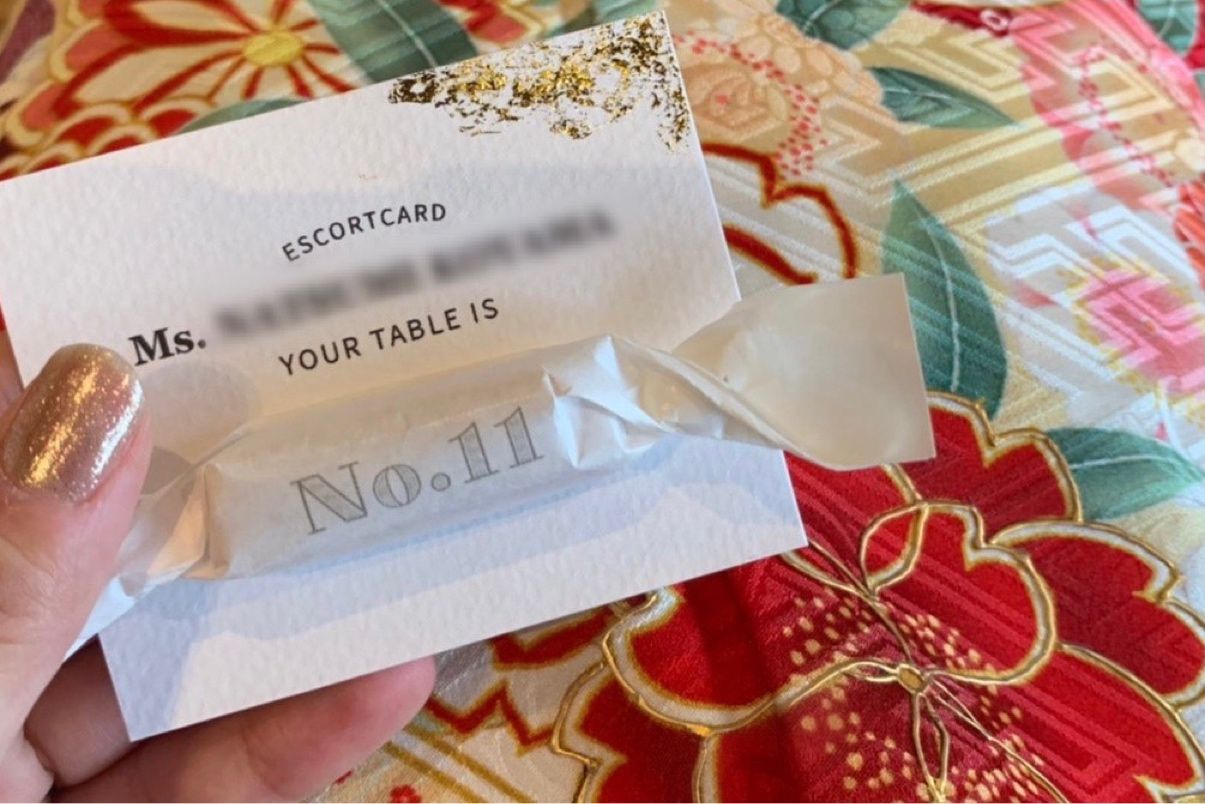 ESCORTCARD
Ms.
YOUR TABLE IS
No.11